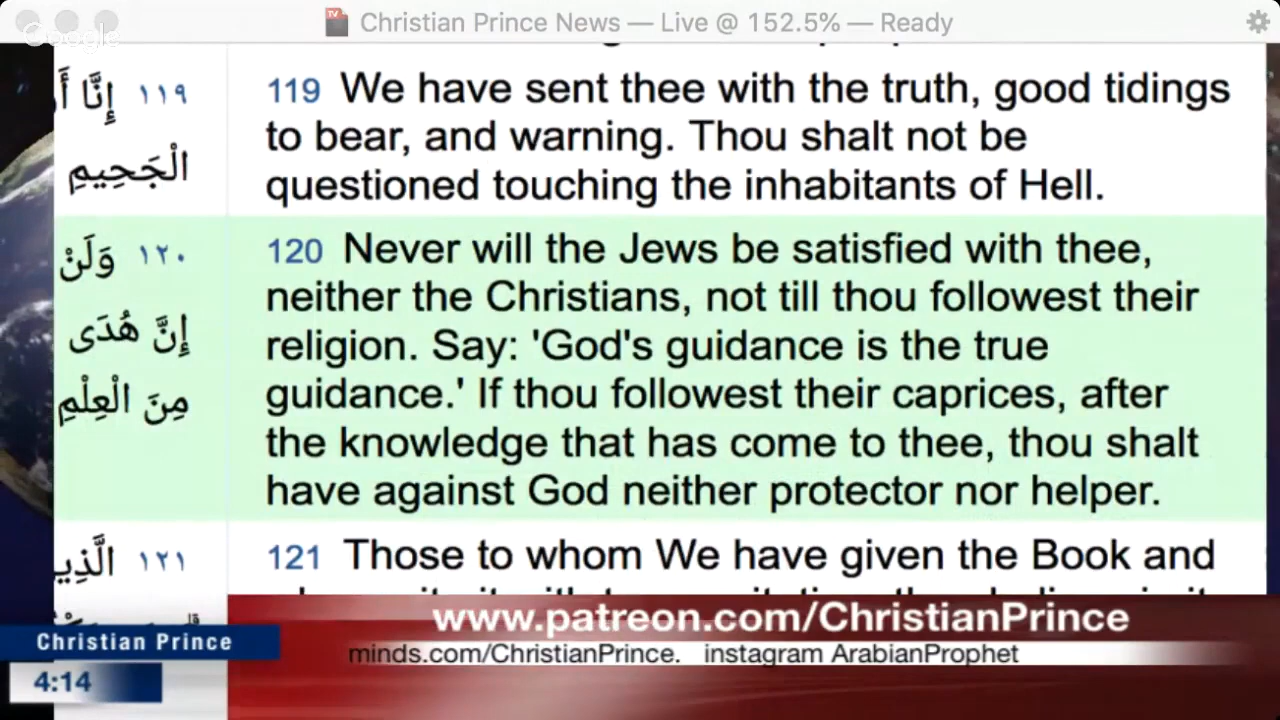 Christian Prince News — Live @ 152.5% — Ready
Google
TV
إِنَّا ١١٩
الْجَحِيمِ
119 We have sent thee with the truth, good tidings
to bear, and warning. Thou shalt not be
questioned touching the inhabitants of Hell.
١٢٠ وَلَنْ
إِنَّ هُدَى
مِنَ الْعِلْمِ
120 Never will the Jews be satisfied with thee,
neither the Christians, not till thou followest their
religion. Say: 'God's guidance is the true
guidance.' If thou followest their caprices, after
the knowledge that has come to thee, thou shalt
have against God neither protector nor helper.
١٢١
121 Those to whom We have given the Book and
www.patreon.com/ChristianPrince
minds.com/ChristianPrince. instagram ArabianProphet
Christian Prince
4:14